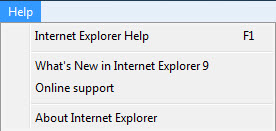 Help
Internet Explorer Help F1
What's New in Internet Explorer 9
Online support
About Internet Explorer